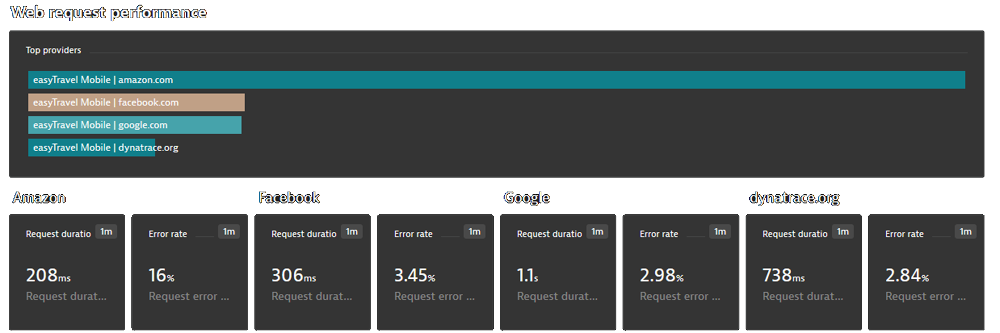 Web request performance
Top providers
easyTravel Mobile | amazon.com
easyTravel Mobile | facebook.com
easyTravel Mobile | google.com
easyTravel Mobile | dynatrace.org
Amazon
Facebook
Google
dynatrace.org
Request duratio 1m
Error rate 1m
Request duratio 1m
Error rate 1m
Request duratio 1m
Error rate 1m
Request duratio 1m
Error rate 1m
208ms
16%
306ms
3.45%
1.1s
2.98%
738ms
2.84%
Request durat...
Request error ...
Request durat...
Request error ...
Request durat...
Request error ...
Request durat...
Request error ...